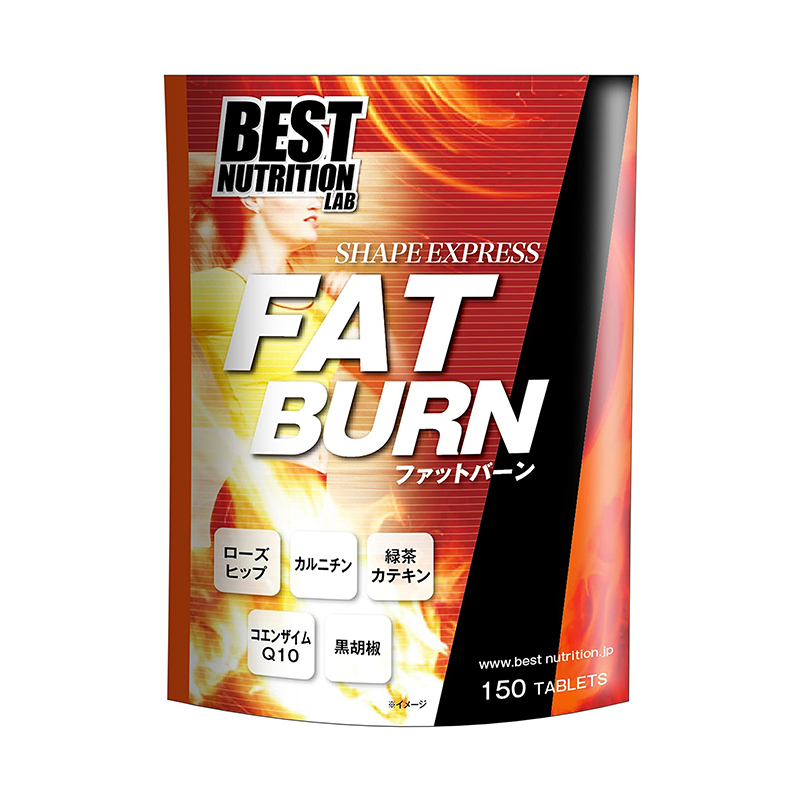 BEST
NUTRITION
LAB
SHAPE EXPRESS
FAT
BURN
ファットバーン
ローズ
ヒップ
カルニチン
緑茶
カテキン
コエンザイム
Q10
黒胡椒
www.best nutrition.jp
150 TABLETS
※イメージ